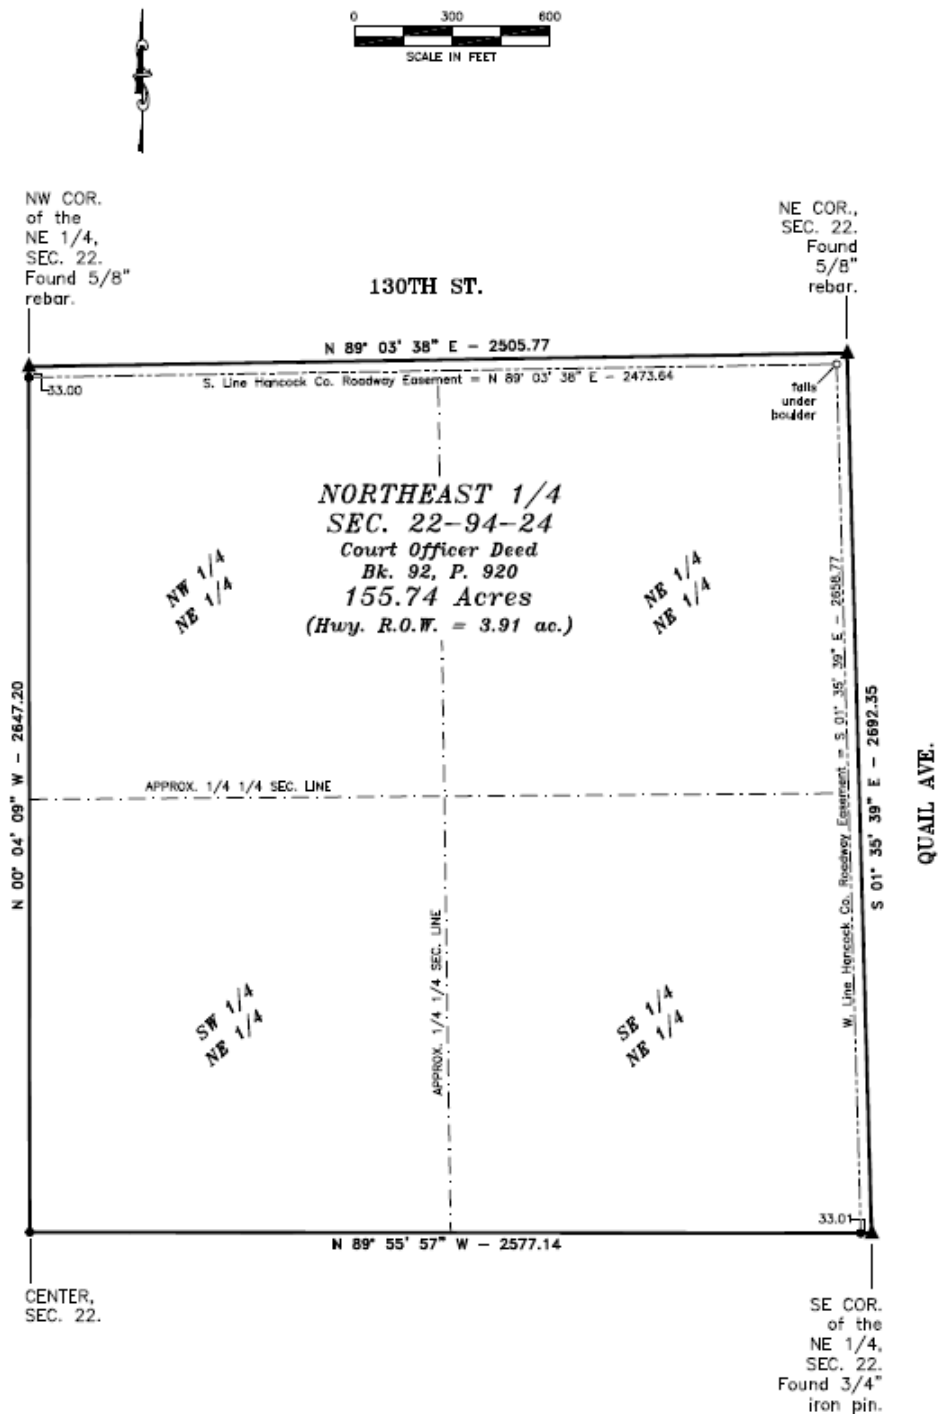 0 300 600
SCALE IN FEET
NW COR.
of the
NE 1/4,
SEC. 22.
Found 5/8"
rebar.
NE COR.,
SEC. 22.
Found
5/8"
rebar.
130TH ST.
N 89° 03' 38" E - 2505.77
S. Line Hancock Co. Roadway Easement = N 89° 03' 38" E - 2473.64
33.00
falls
under
boulder
NORTHEAST 1/4
SEC. 22-94-24
Court Officer Deed
Bk. 92, P. 920
155.74 Acres
(Hwy. R.O.W. = 3.91 ac.)
NW 1/4
NE 1/4
NE 1/4
NE 1/4
N 00° 04' 09" W - 2647.20
W. Line Hancock Co. Roadway Easement = S 01° 35' 39" E - 2658.77
S 01° 35' 39" E - 2692.35
QUAIL AVE.
APPROX. 1/4 1/4 SEC. LINE
APPROX. 1/4 1/4 SEC. LINE
SW 1/4
NE 1/4
SE 1/4
NE 1/4
33.01
N 89° 55' 57" W - 2577.14
CENTER,
SEC. 22.
SE COR.
of the
NE 1/4,
SEC. 22.
Found 3/4"
iron pin.